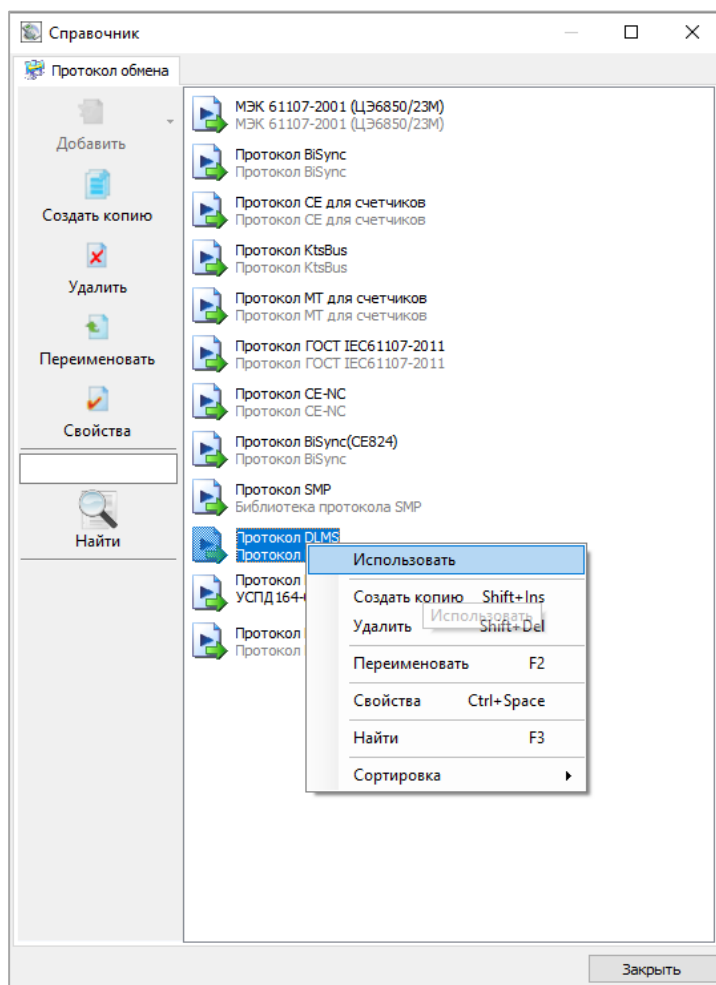 Справочник
Протокол обмена
Добавить
Создать копию
Удалить
Переименовать
Свойства
Найти
МЭК 61107-2001 (ЦЭ6850/23М)
МЭК 61107-2001 (ЦЭ6850/23М)
Протокол BiSync
Протокол BiSync
Протокол СЕ для счетчиков
Протокол СЕ для счетчиков
Протокол KtsBus
Протокол KtsBus
Протокол МТ для счетчиков
Протокол МТ для счетчиков
Протокол ГОСТ IEC61107-2011
Протокол ГОСТ IEC61107-2011
Протокол CE-NC
Протокол CE-NC
Протокол BiSync(CE824)
Протокол BiSync
Протокол SMP
Библиотека протокола SMP
Протокол DLMS
Протокол
Протокол
УСПД 164-
Протокол
Протокол
Использовать
Создать копию Shift+Ins
Использовать
Удалить Shift+Del
Переименовать F2
Свойства Ctrl+Space
Найти F3
Сортировка
Закрыть